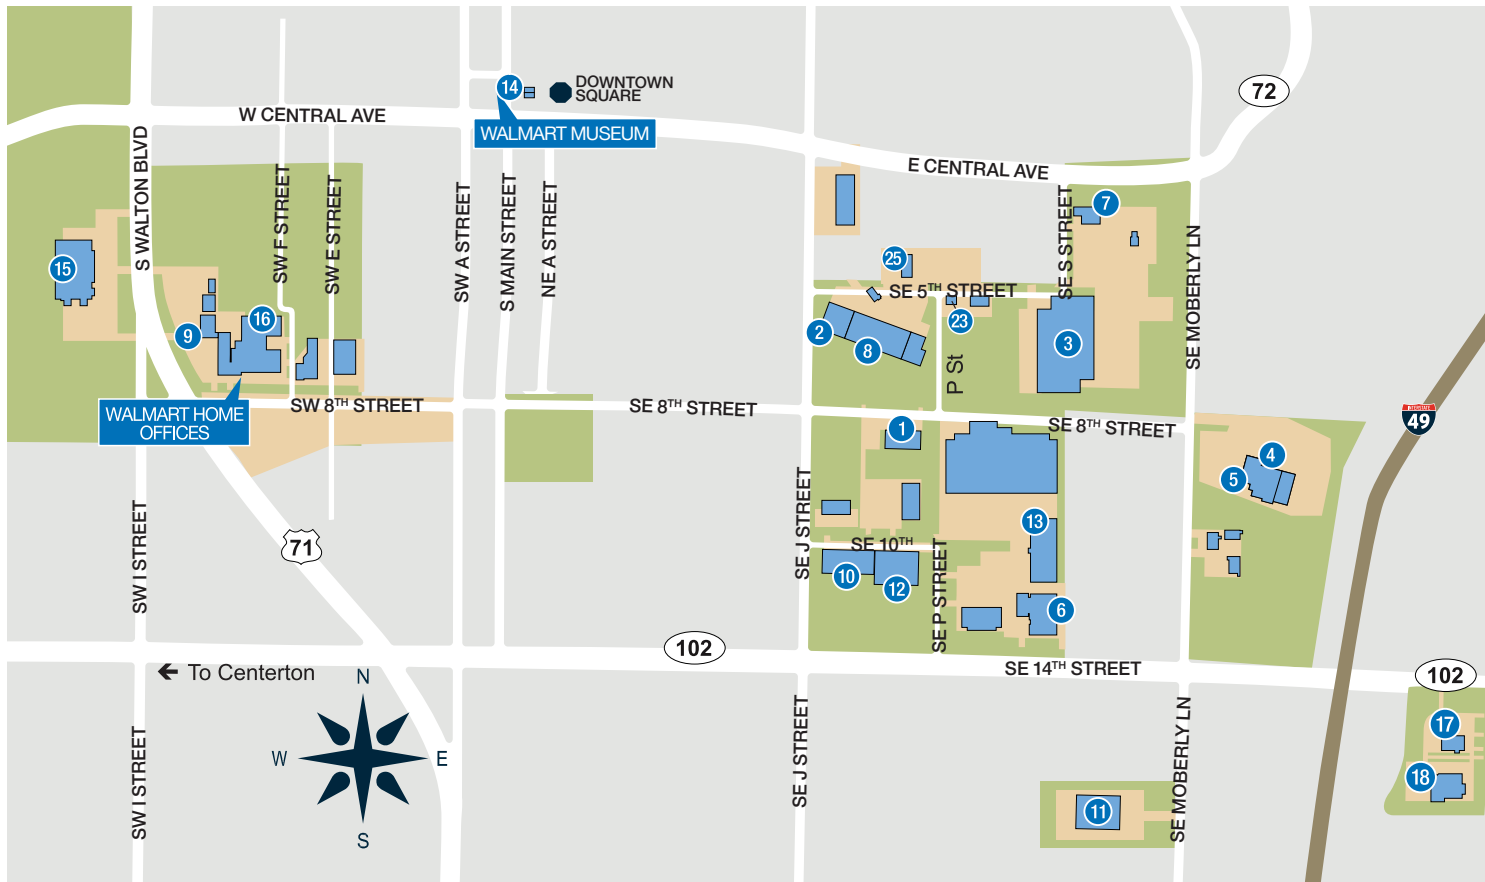 14
DOWNTOWN
SQUARE
72
W CENTRAL AVE
WALMART MUSEUM
E CENTRAL AVE
S WALTON BLVD
SW F STREET
SW E STREET
SW A STREET
S MAIN STREET
NE A STREET
SE S STREET
SE MOBERLY LN
7
15
25
SE 5TH STREET
9
16
2
8
23
3
P St
WALMART HOME
OFFICES
SW 8TH STREET
SE 8TH STREET
SE 8TH STREET
INTERSTATE
49
1
4
5
SW I STREET
71
SE J STREET
13
SE 10TH
10
12
SE P STREET
6
102
SE 14TH STREET
102
To Centerton
N
W
E
S
SW I STREET
SE J STREET
SE MOBERLY LN
17
18
11